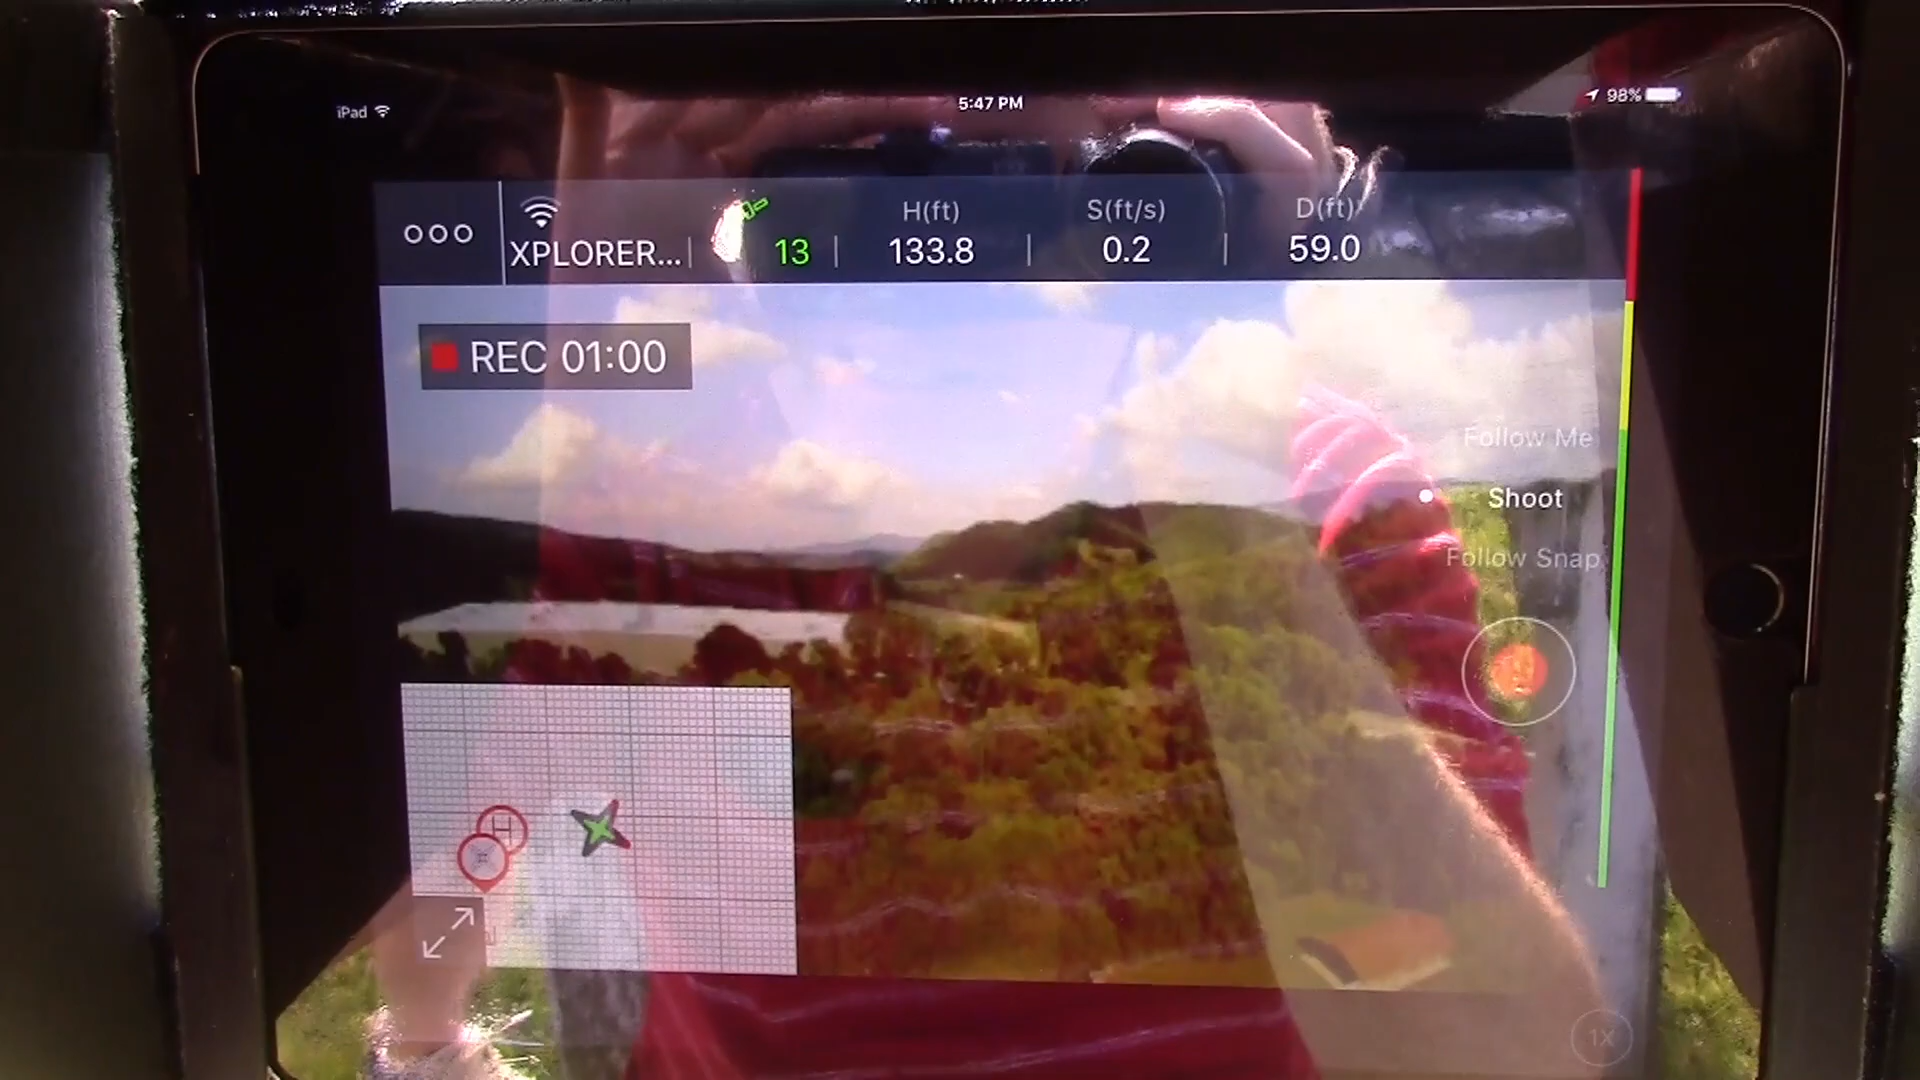 iPad
5:47 PM
98%
H(ft)
S(ft/s)
D(ft)
XPLORER...
13
133.8
0.2
59.0
REC 01:00
Follow Me
Shoot
Follow Snap
H
1X